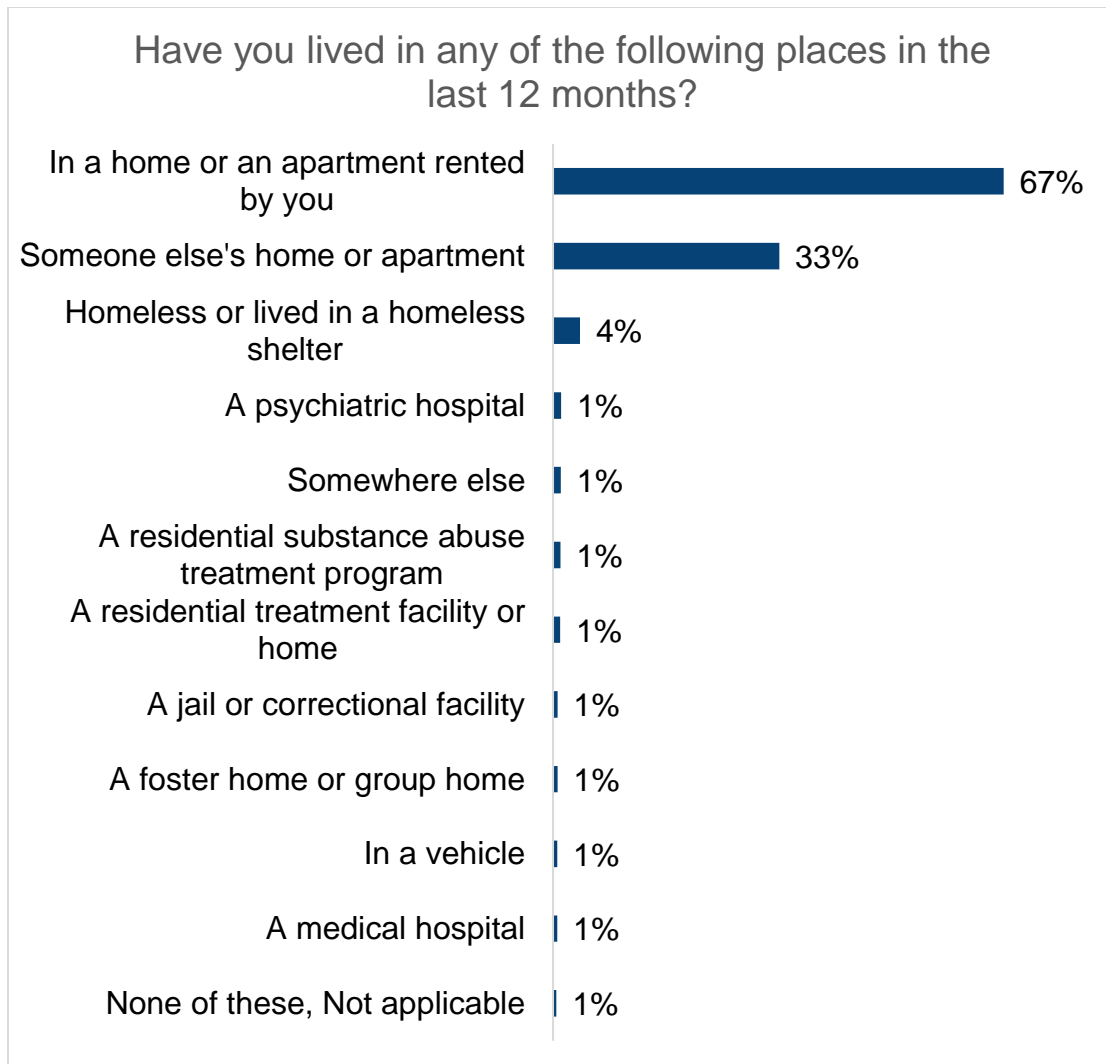 Have you lived in any of the following places in the
last 12 months?
In a home or an apartment rented
by you
67%
Someone else's home or apartment
33%
Homeless or lived in a homeless
shelter
4%
A psychiatric hospital
1%
Somewhere else
1%
A residential substance abuse
treatment program
1%
A residential treatment facility or
home
1%
A jail or correctional facility
1%
A foster home or group home
1%
In a vehicle
1%
A medical hospital
1%
None of these, Not applicable
1%